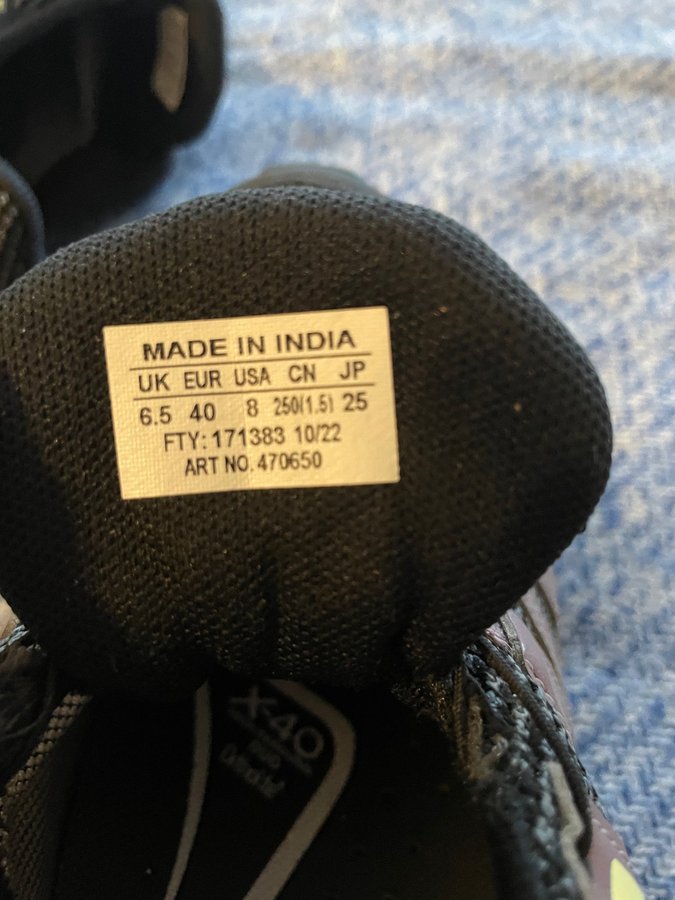 MADE IN INDIA
UK EUR USA CN JP
6.5 40 8 250(1.5) 25
FTY: 171383 10/22
ART NO. 470650
X-40